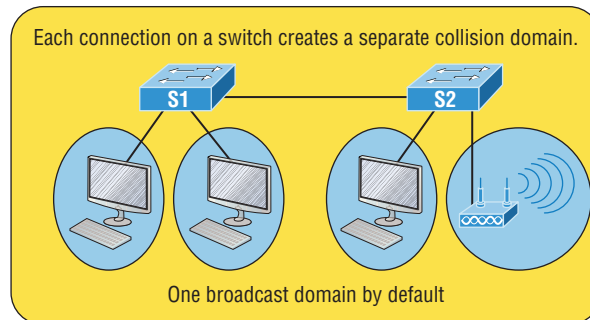 Each connection on a switch creates a separate collision domain.
S1
S2
One broadcast domain by default